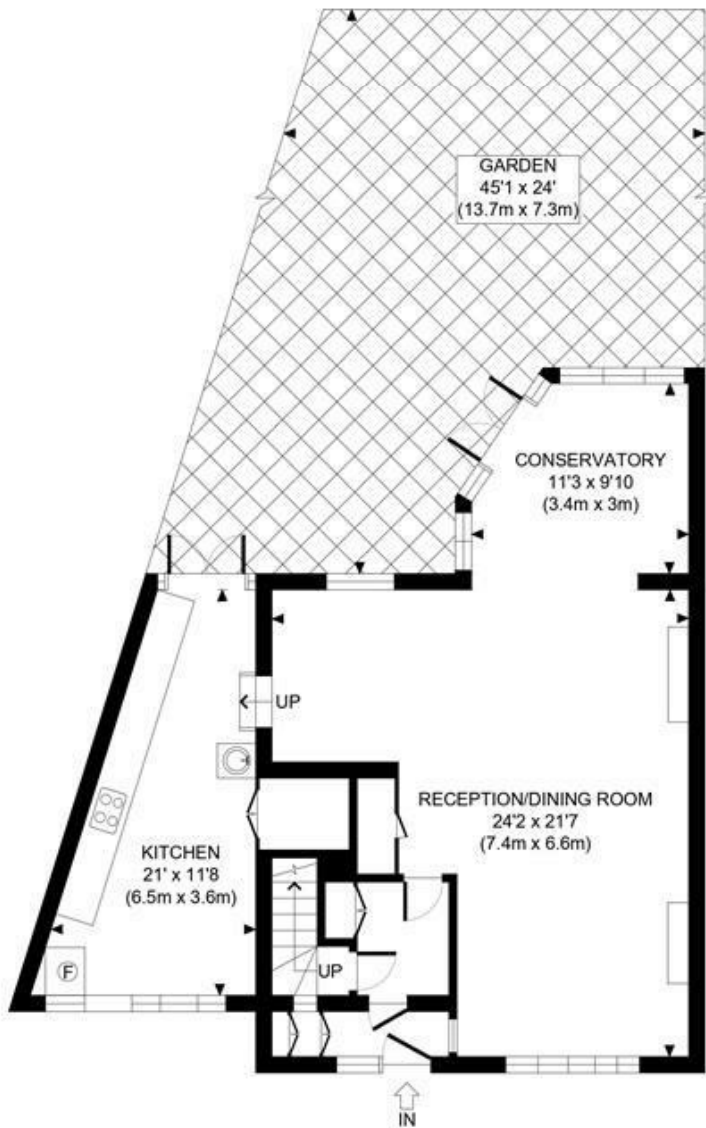 GARDEN
45'1 x 24'
(13.7m x 7.3m)
CONSERVATORY
11'3 x 9'10
(3.4m x 3m)
UP
RECEPTION/DINING ROOM
24'2 x 21'7
(7.4m x 6.6m)
KITCHEN
21' x 11'8
(6.5m x 3.6m)
F
UP
IN